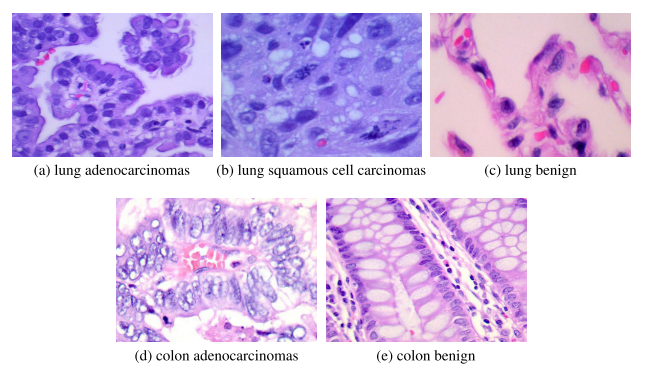 (a) lung adenocarcinomas
(b) lung squamous cell carcinomas
(c) lung benign
(d) colon adenocarcinomas
(e) colon benign